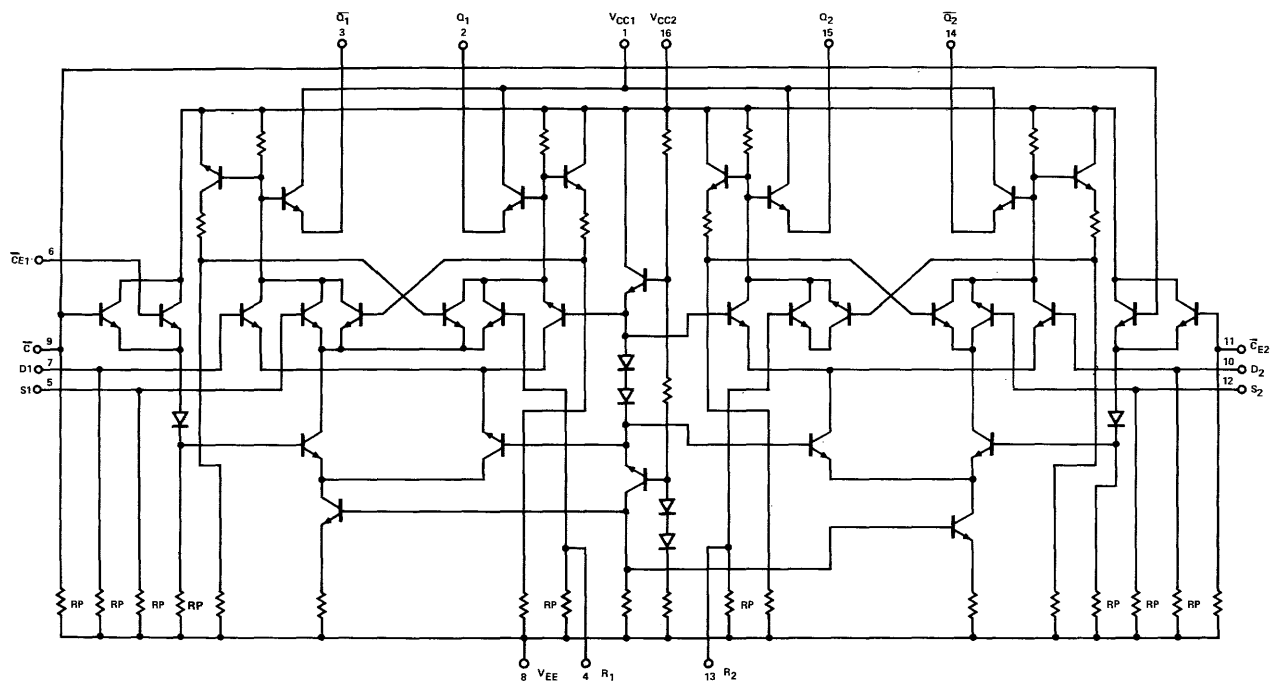 Q̅1 Q1 VCC1 VCC2 Q2 Q̅2
3 2 1 16 15 14
C̅E1 6
C̅ 9
D1 7
S1 5
11 C̅E2
10 D2
12 S2
RP RP RP RP RP RP RP RP RP
8 VEE 4 R1 13 R2